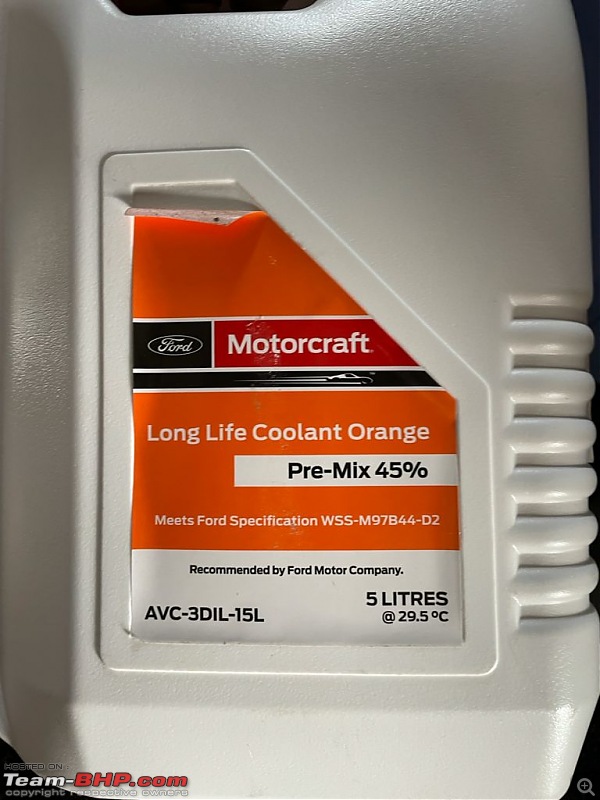 Ford
Motorcraft
Long Life Coolant Orange
Pre-Mix 45%
Meets Ford Specification WSS-M97B44-D2
Recommended by Ford Motor Company.
AVC-3DIL-15L
5 LITRES
@ 29.5 ºC
HOSTED ON
Team-BHP.com
copyright respective owners